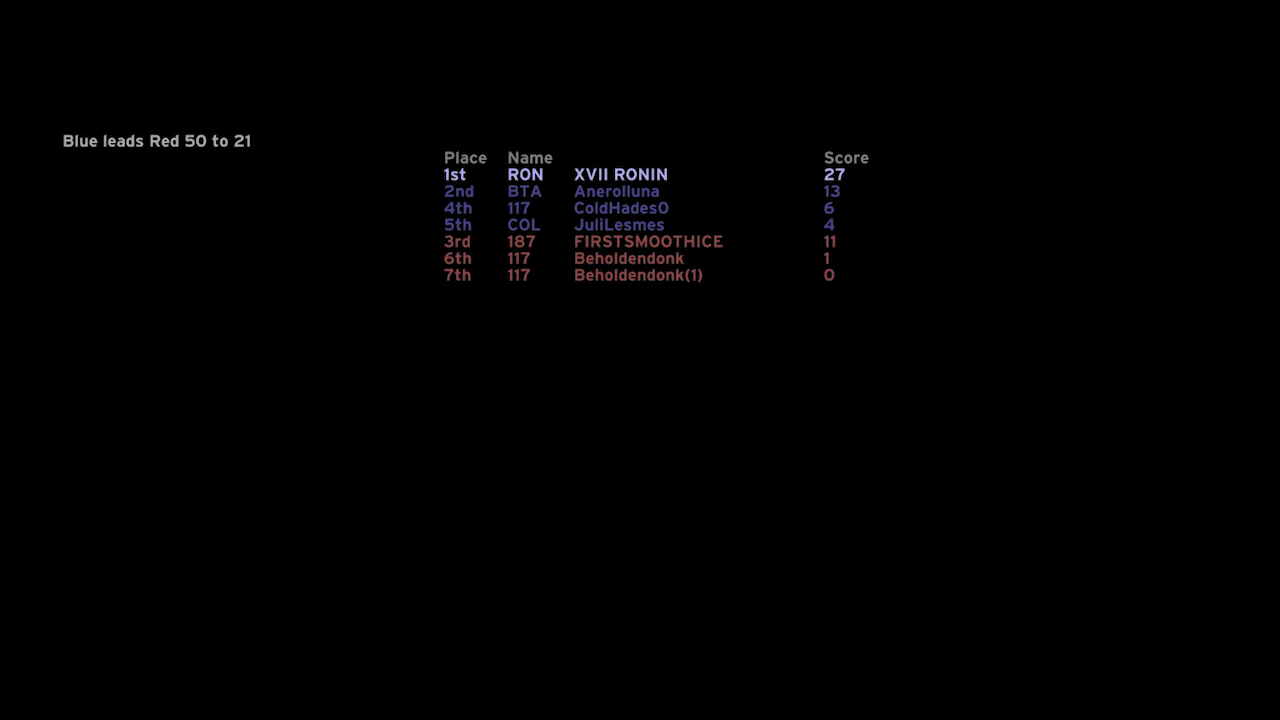 Blue leads Red 50 to 21
Place Name Score
1st RON XVII RONIN 27
2nd BTA Anerolluna 13
4th 117 ColdHades0 6
5th COL JuliLesmes 4
3rd 187 FIRSTSMOOTHICE 11
6th 117 Beholdendonk 1
7th 117 Beholdendonk(1) 0